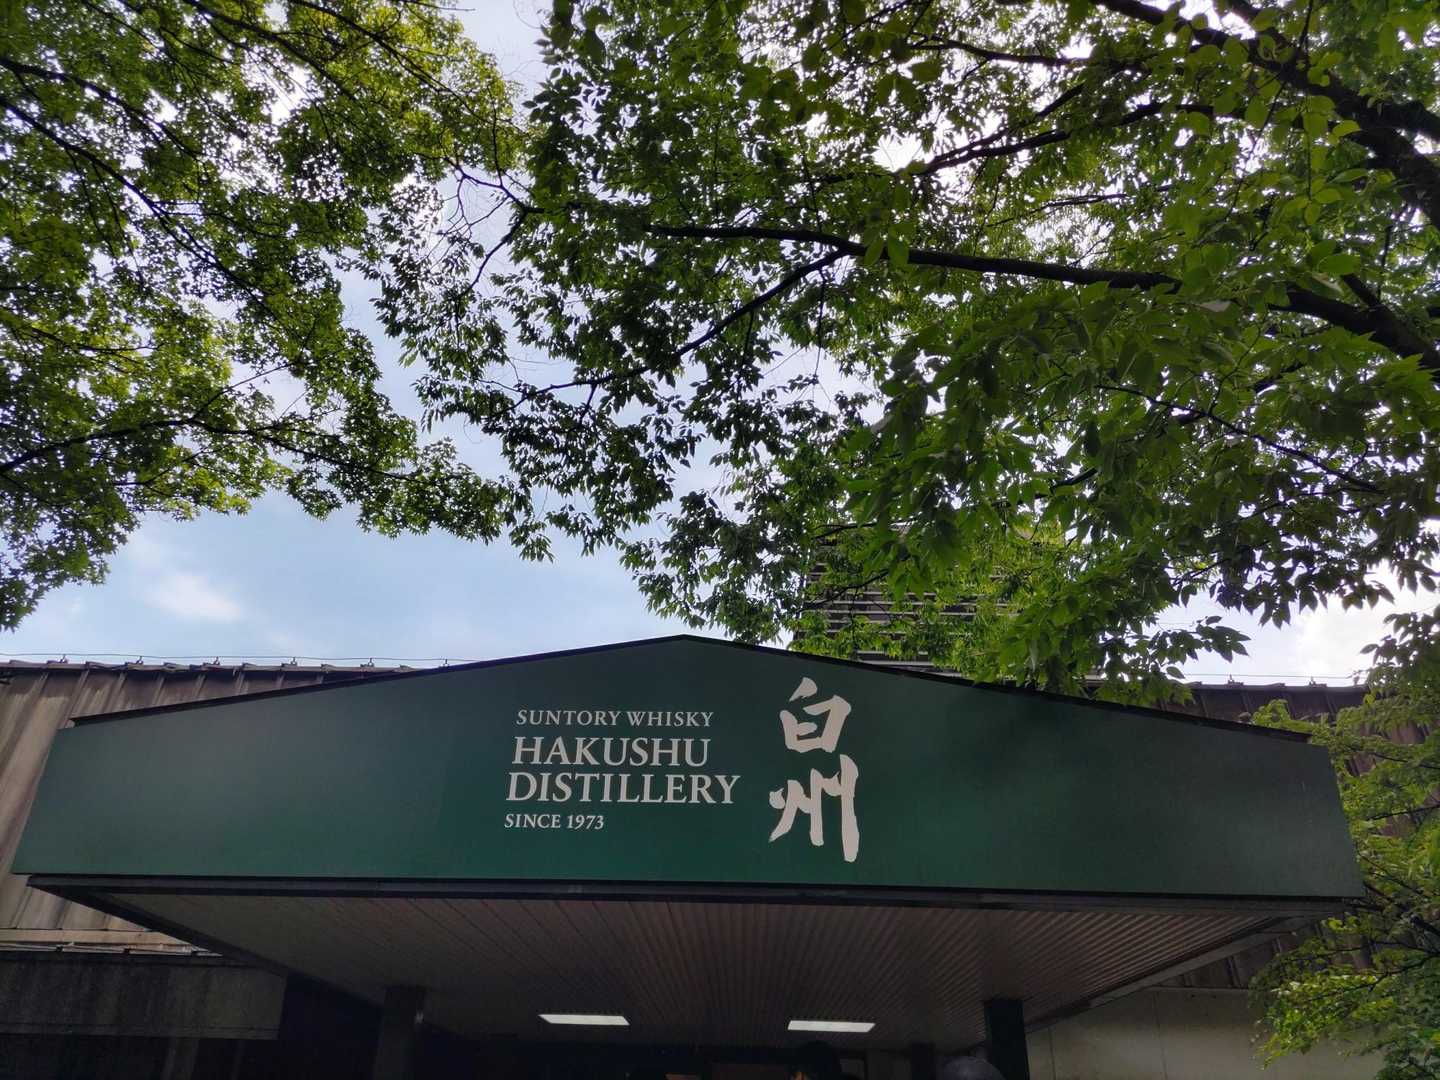 SUNTORY WHISKY
HAKUSHU
DISTILLERY
SINCE 1973
白州